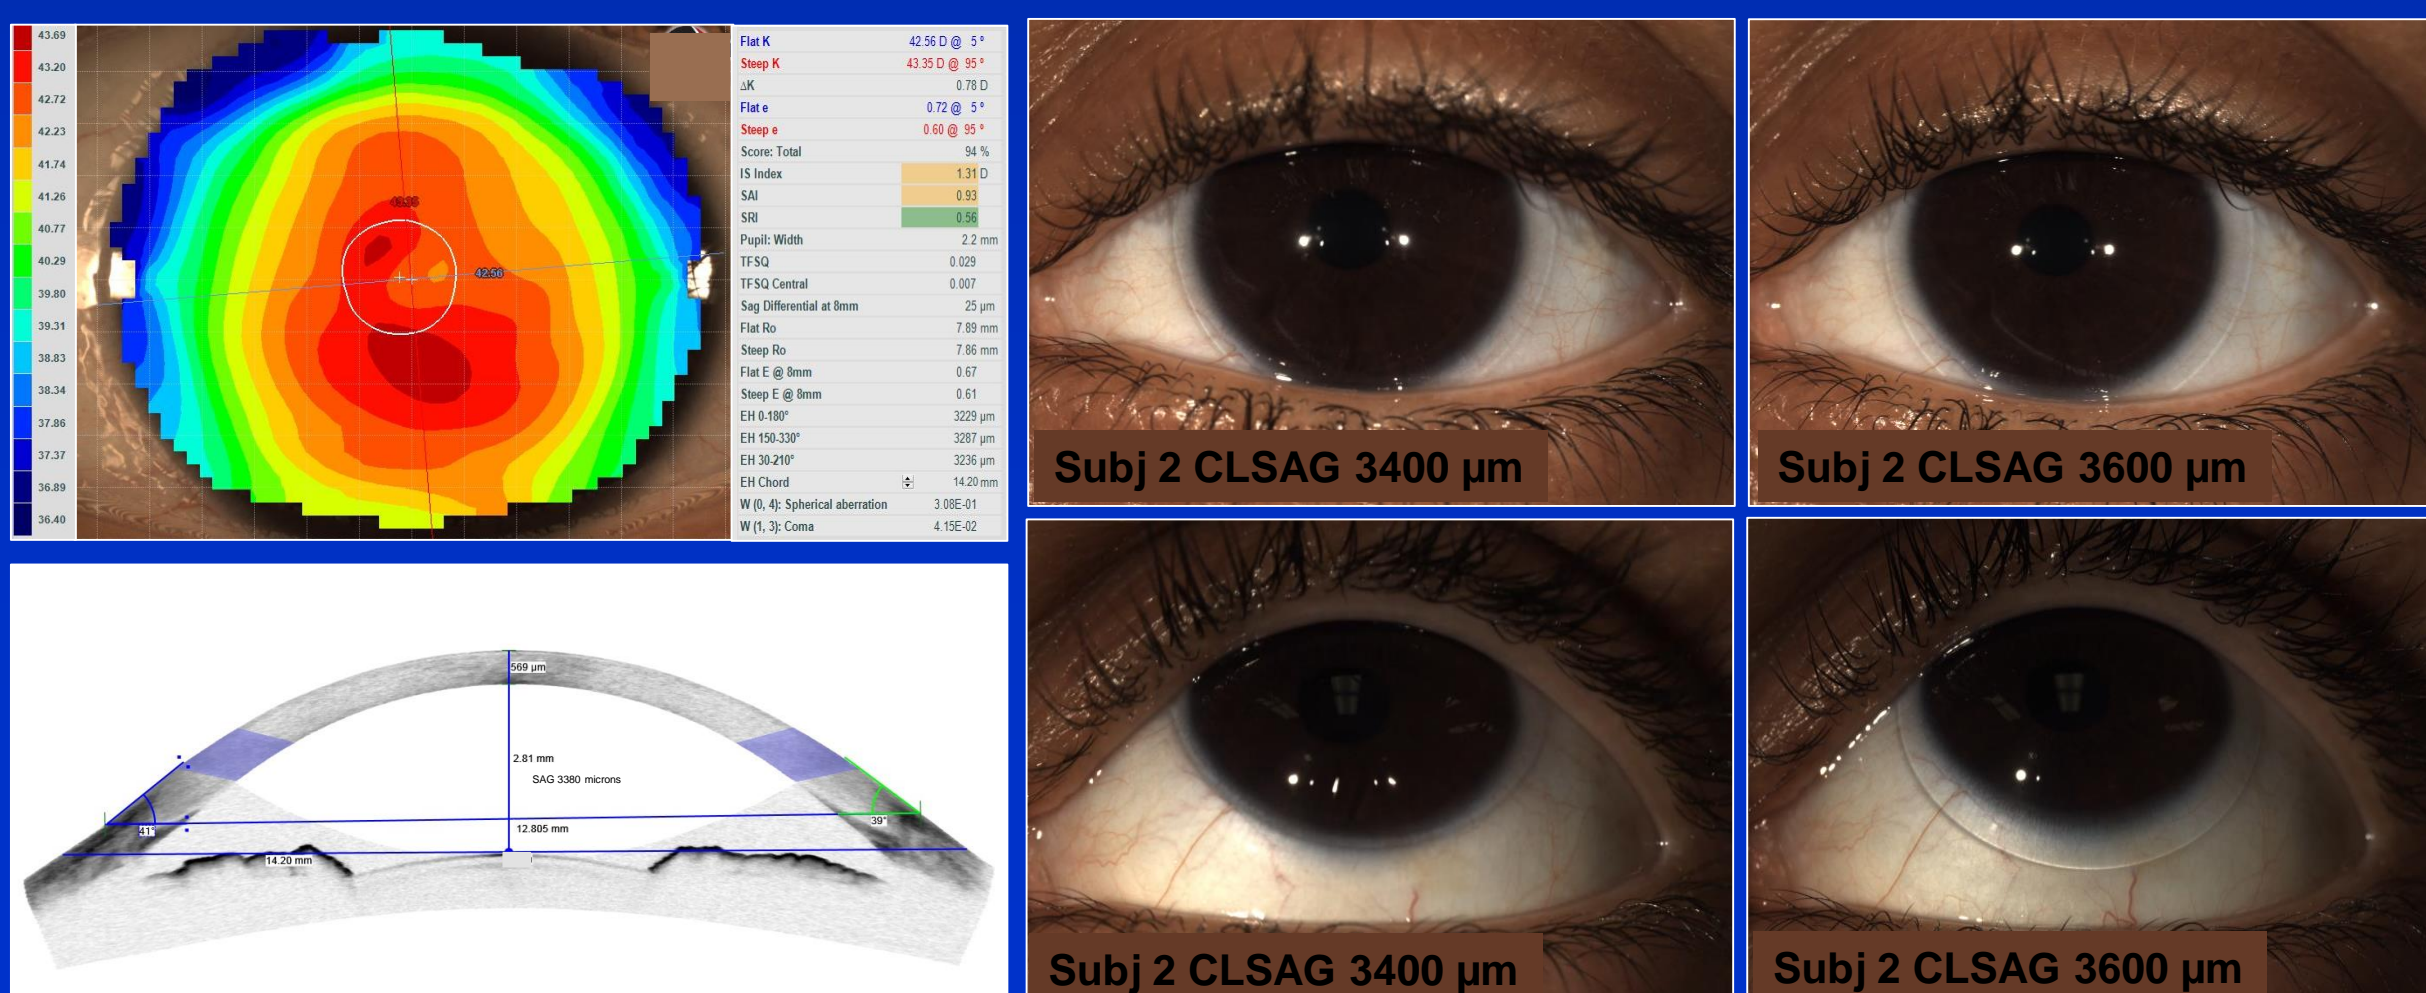 43.69
43.20
42.72
42.23
41.74
41.26
40.77
40.29
39.80
39.31
38.83
38.34
37.86
37.37
36.89
36.40
43.35
42.56
Flat K 42.56 D @ 5°
Steep K 43.35 D @ 95°
ΔK 0.78 D
Flat e 0.72 @ 5°
Steep e 0.60 @ 95°
Score: Total 94 %
IS Index 1.31 D
SAI 0.93
SRI 0.56
Pupil: Width 2.2 mm
TFSQ 0.029
TFSQ Central 0.007
Sag Differential at 8mm 25 µm
Flat Ro 7.89 mm
Steep Ro 7.86 mm
Flat E @ 8mm 0.67
Steep E @ 8mm 0.61
EH 0-180° 3229 µm
EH 150-330° 3287 µm
EH 30-210° 3236 µm
EH Chord 14.20 mm
W (0, 4): Spherical aberration 3.08E-01
W (1, 3): Coma 4.15E-02
Subj 2 CLSAG 3400 µm
Subj 2 CLSAG 3600 µm
569 µm
2.81 mm
SAG 3380 microns
41°
12.805 mm
39°
14.20 mm
Subj 2 CLSAG 3400 µm
Subj 2 CLSAG 3600 µm